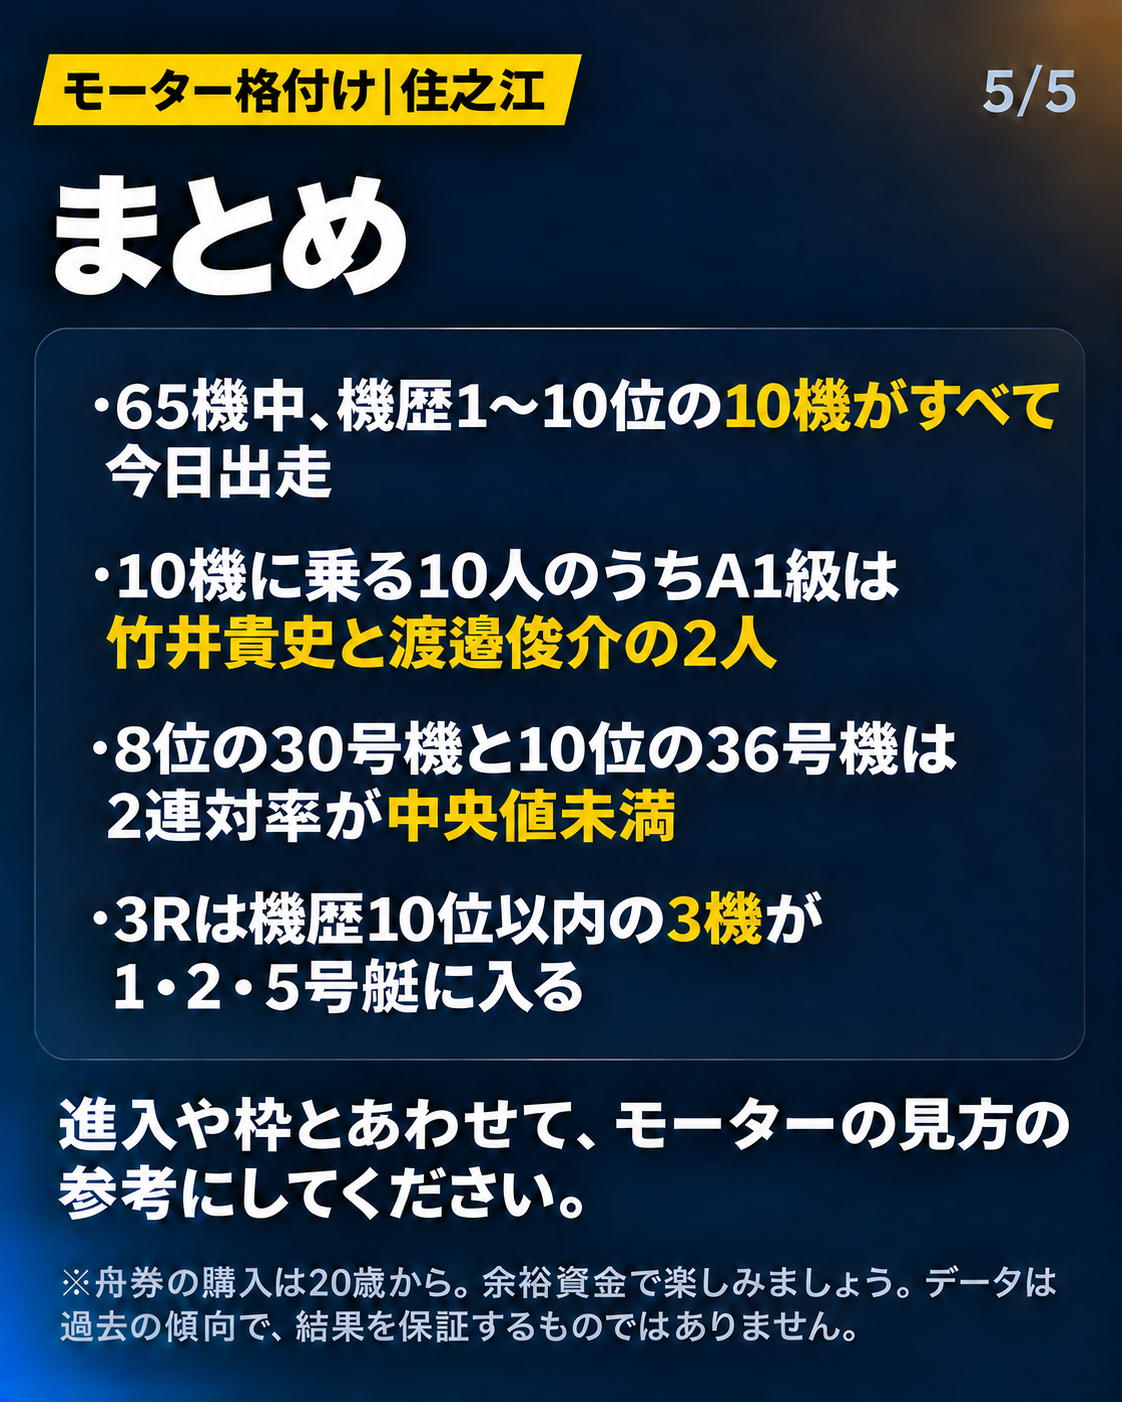 モーター格付け|住之江
5/5
まとめ
・65機中、機歴1〜10位の10機がすべて
今日出走
・10機に乗る10人のうちA1級は
竹井貴史と渡邉俊介の2人
・8位の30号機と10位の36号機は
2連対率が中央値未満
・3Rは機歴10位以内の3機が
1・2・5号艇に入る
進入や枠とあわせて、モーターの見方の
参考にしてください。
※舟券の購入は20歳から。余裕資金で楽しみましょう。データは
過去の傾向で、結果を保証するものではありません。